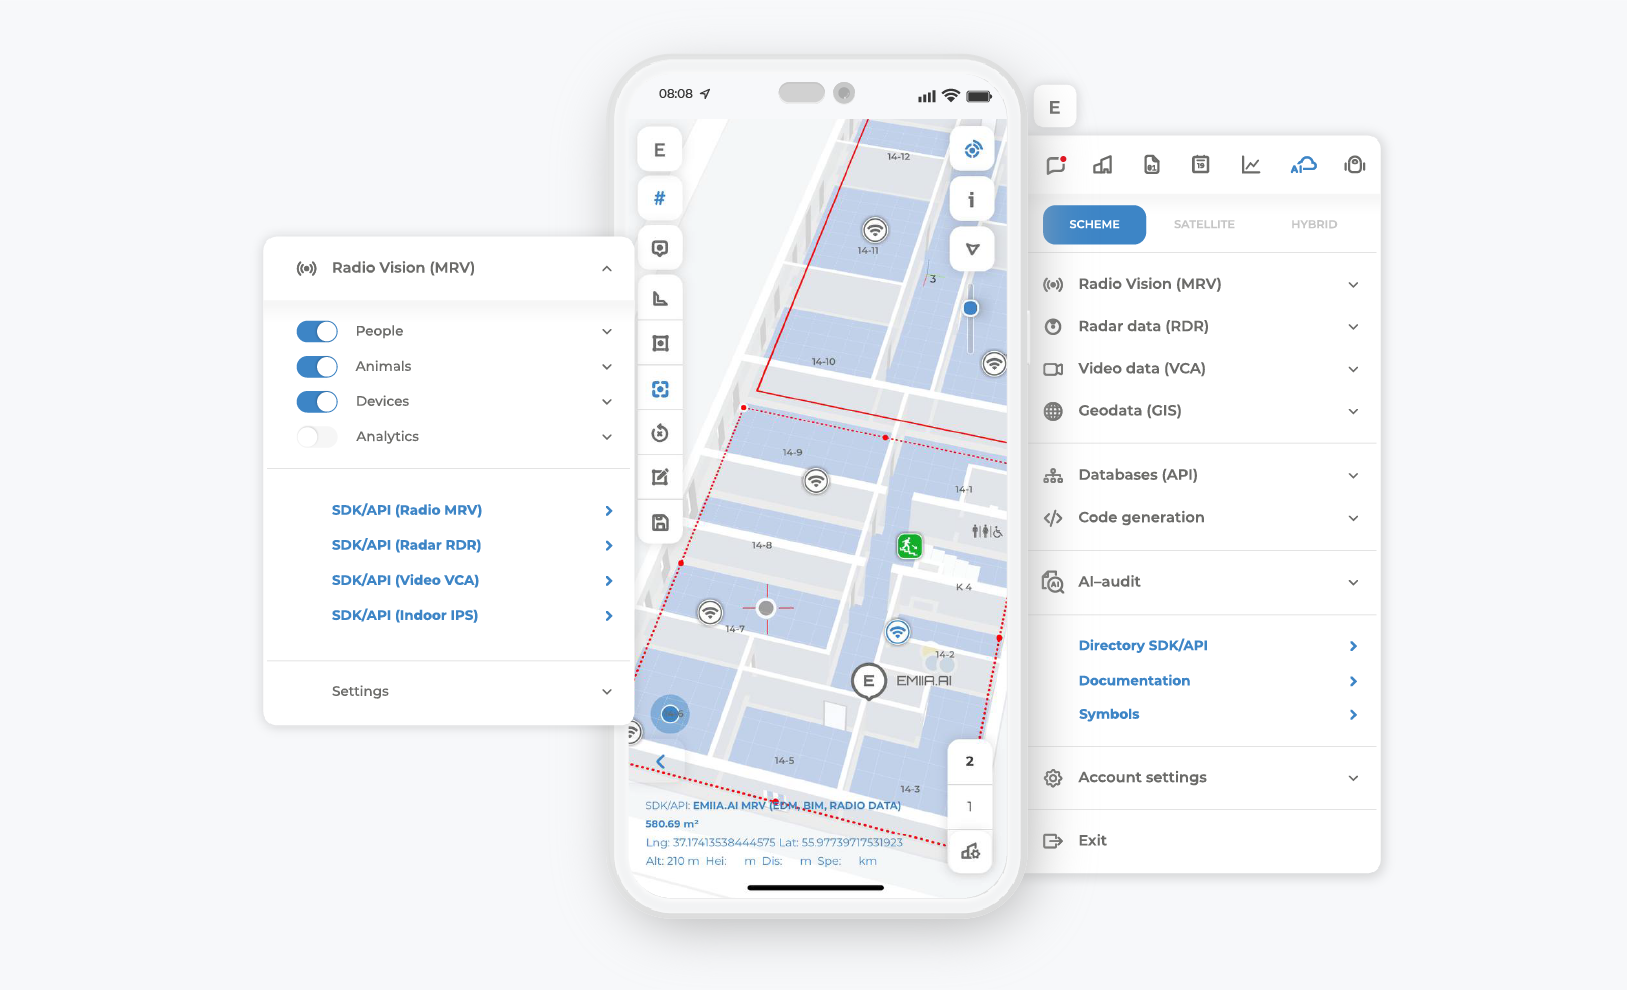 08:08
E
#
14-12
14-11
3
14-10
14-9
14-1
14-8
K 4
14-7
14-2
E EMIIA.AI
14-5
14-3
2
1
SDK/API: EMIIA.AI MRV (EDM, BIM, RADIO DATA)
580.69 m²
Lng: 37.17413538444575 Lat: 55.97739717531923
Alt: 210 m Hei: m Dis: m Spe: km
Radio Vision (MRV)
People
Animals
Devices
Analytics
SDK/API (Radio MRV)
SDK/API (Radar RDR)
SDK/API (Video VCA)
SDK/API (Indoor IPS)
Settings
E
01
19
AI
SCHEME SATELLITE HYBRID
Radio Vision (MRV)
Radar data (RDR)
Video data (VCA)
Geodata (GIS)
Databases (API)
Code generation
AI
AI–audit
Directory SDK/API
Documentation
Symbols
Account settings
Exit